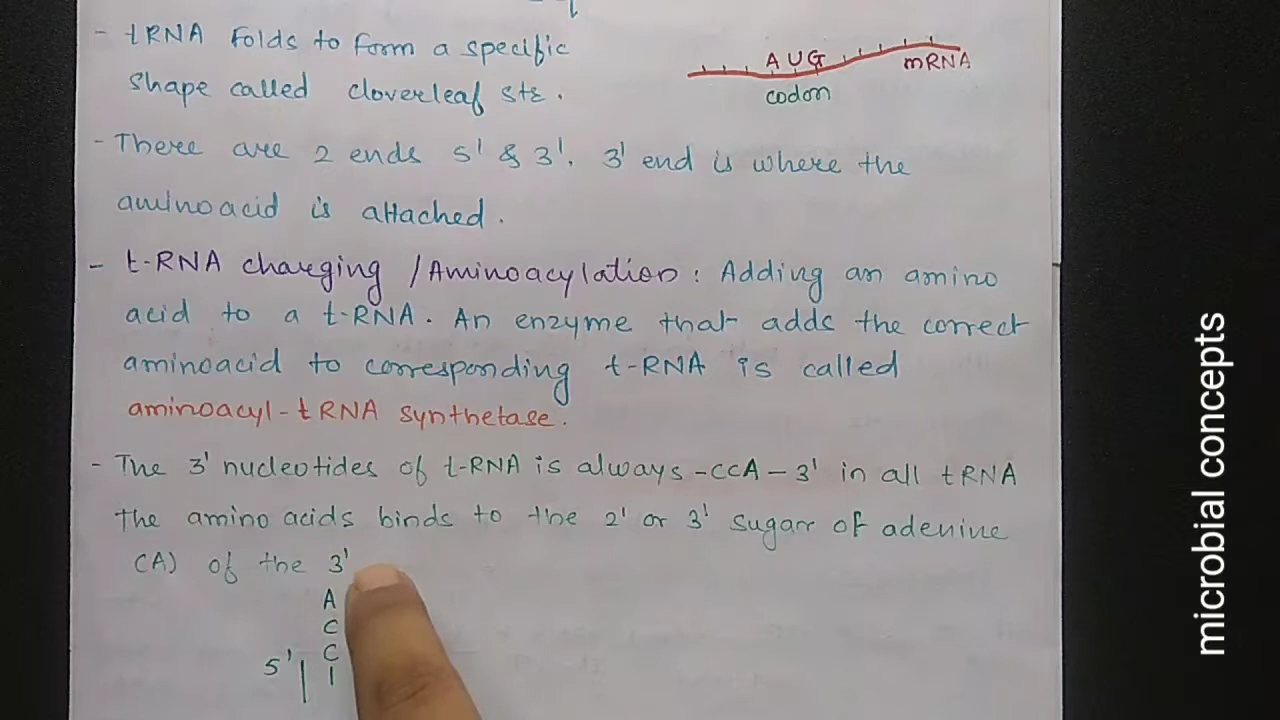 - tRNA Folds to form a specific
shape called cloverleaf str.
AUG mRNA
codon
- There are 2 ends 5' & 3'. 3' end is where the
aminoacid is attached.
- t-RNA charging / Aminoacylation : Adding an amino
acid to a t-RNA. An enzyme that adds the correct
aminoacid to corresponding t-RNA is called
aminoacyl-tRNA synthetase.
- The 3' nucleotides of t-RNA is always -CCA-3' in all tRNA
the amino acids binds to the 2' or 3' sugar of adenine
(A) of the 3'
A
C
C
5'
microbial concepts